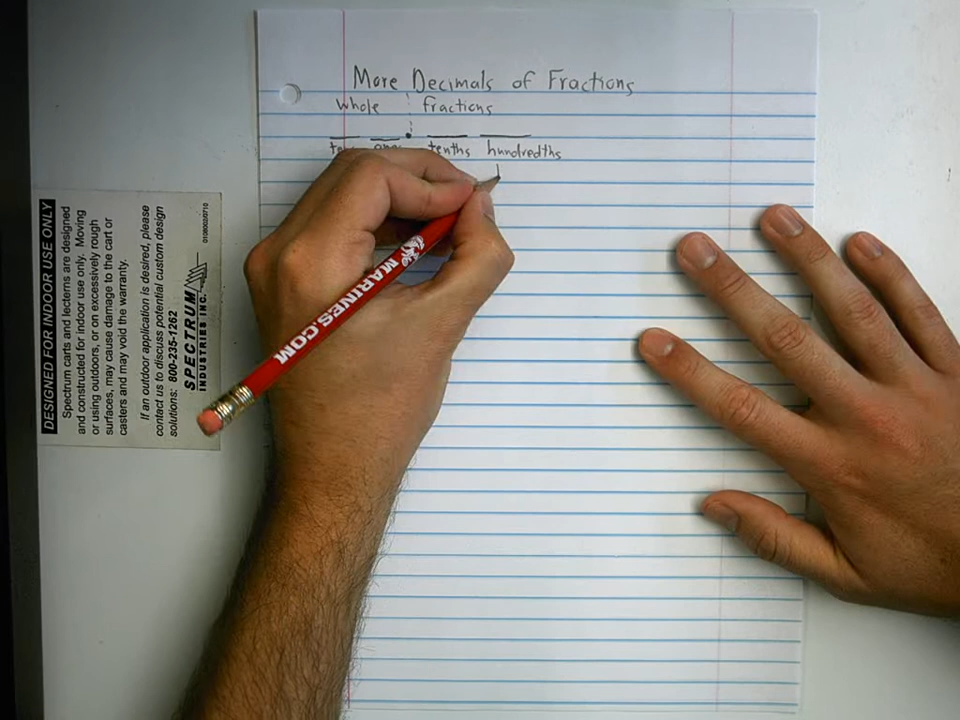 More Decimals of Fractions
whole fractions
tenths hundredths
MARINES.COM
DESIGNED FOR INDOOR USE ONLY
Spectrum carts and lecterns are designed
and constructed for indoor use only. Moving
or using outdoors, or on excessively rough
surfaces, may cause damage to the cart or
casters and may void the warranty.
If an outdoor application is desired, please
contact us to discuss potential custom design
solutions: 800-235-1262
SPECTRUM
INDUSTRIES INC.